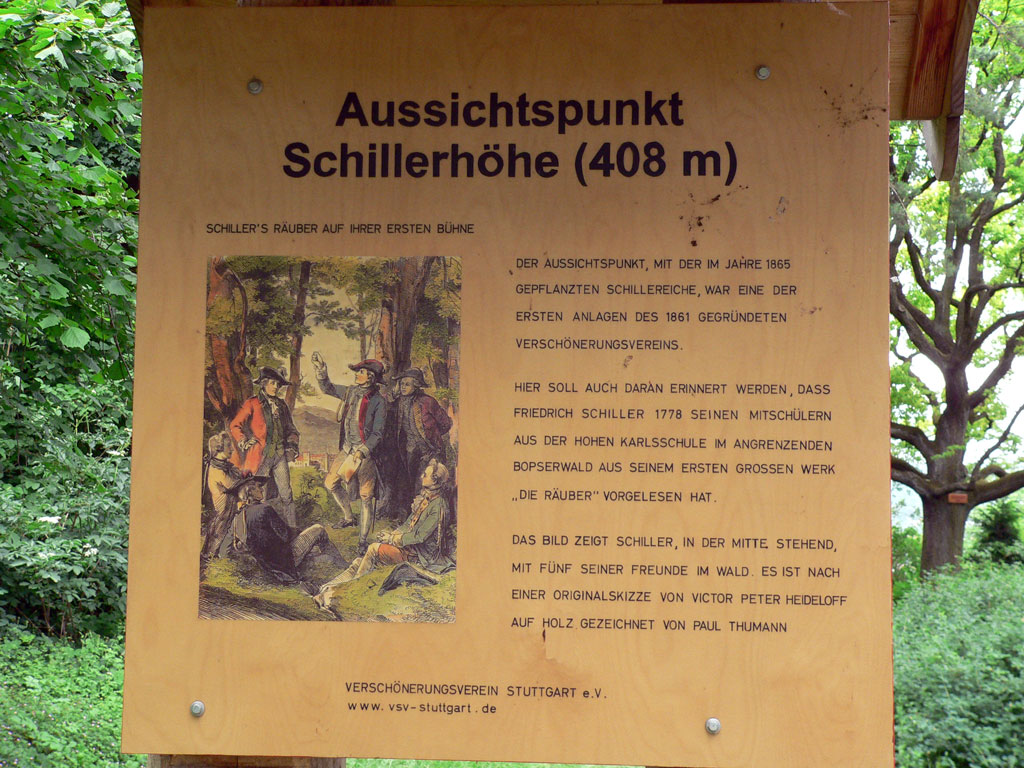 Aussichtspunkt
Schillerhöhe (408 m)
SCHILLER'S RÄUBER AUF IHRER ERSTEN BÜHNE
DER AUSSICHTSPUNKT, MIT DER IM JAHRE 1865
GEPFLANZTEN SCHILLEREICHE, WAR EINE DER
ERSTEN ANLAGEN DES 1861 GEGRÜNDETEN
VERSCHÖNERUNGSVEREINS.
HIER SOLL AUCH DARAN ERINNERT WERDEN, DASS
FRIEDRICH SCHILLER 1778 SEINEN MITSCHÜLERN
AUS DER HOHEN KARLSSCHULE IM ANGRENZENDEN
BOPSERWALD AUS SEINEM ERSTEN GROSSEN WERK
„DIE RÄUBER" VORGELESEN HAT.
DAS BILD ZEIGT SCHILLER, IN DER MITTE STEHEND,
MIT FÜNF SEINER FREUNDE IM WALD. ES IST NACH
EINER ORIGINALSKIZZE VON VICTOR PETER HEIDELOFF
AUF HOLZ GEZEICHNET VON PAUL THUMANN
VERSCHÖNERUNGSVEREIN STUTTGART e.V.
www.vsv-stuttgart.de